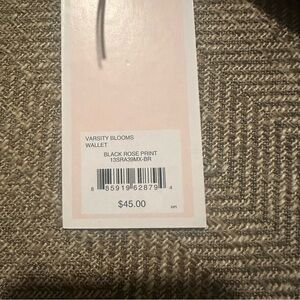 VARSITY BLOOMS
WALLET
BLACK ROSE PRINT
13SRA39MX-BR
8 85919 62879 4
$45.00